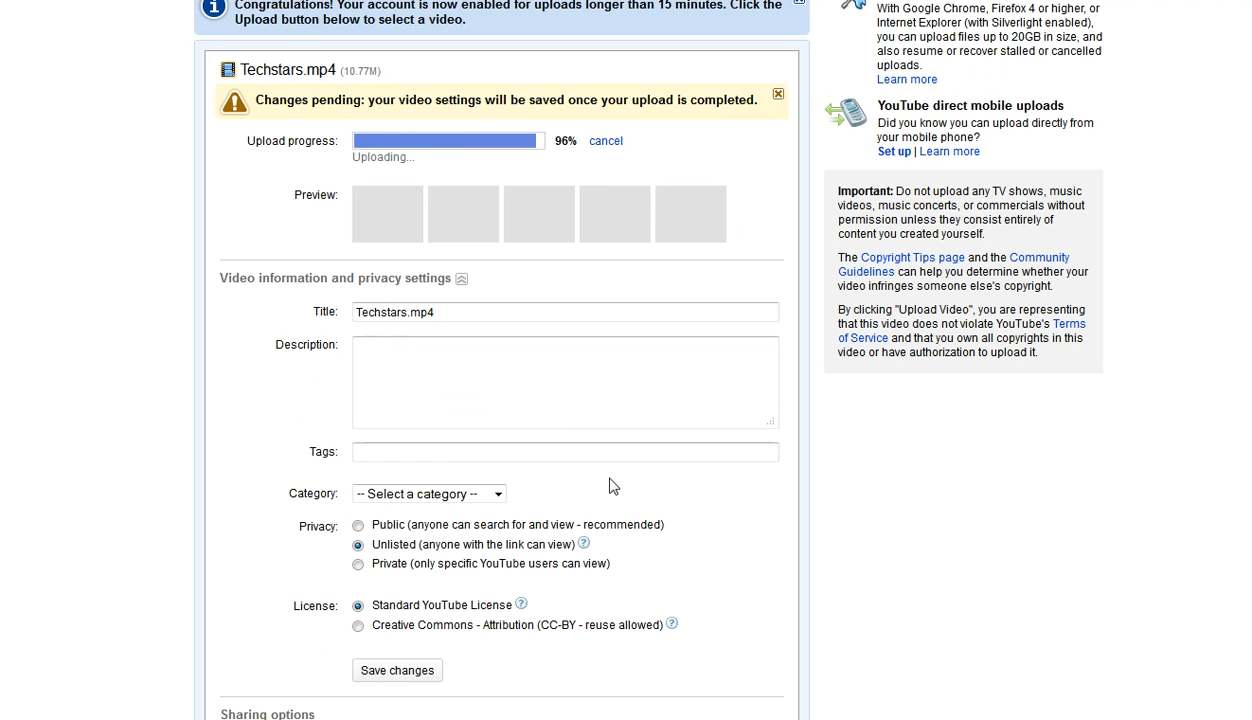 Congratulations! Your account is now enabled for uploads longer than 15 minutes. Click the
Upload button below to select a video.
Techstars.mp4 (10.77M)
Changes pending: your video settings will be saved once your upload is completed.
Upload progress: 96% cancel
Uploading...
Preview:
Video information and privacy settings
Title: Techstars.mp4
Description:
Tags:
Category: -- Select a category --
Privacy: Public (anyone can search for and view - recommended)
Unlisted (anyone with the link can view) ?
Private (only specific YouTube users can view)
License: Standard YouTube License ?
Creative Commons - Attribution (CC-BY - reuse allowed) ?
Save changes
Sharing options
With Google Chrome, Firefox 4 or higher, or
Internet Explorer (with Silverlight enabled),
you can upload files up to 20GB in size, and
also resume or recover stalled or cancelled
uploads.
Learn more
YouTube direct mobile uploads
Did you know you can upload directly from
your mobile phone?
Set up | Learn more
Important: Do not upload any TV shows, music
videos, music concerts, or commercials without
permission unless they consist entirely of
content you created yourself.
The Copyright Tips page and the Community
Guidelines can help you determine whether your
video infringes someone else's copyright.
By clicking "Upload Video", you are representing
that this video does not violate YouTube's Terms
of Service and that you own all copyrights in this
video or have authorization to upload it.